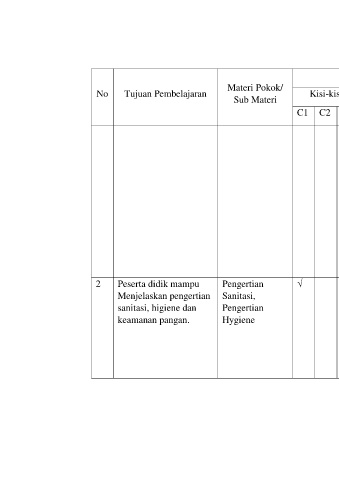 No
Tujuan Pembelajaran
Materi Pokok/
Sub Materi
Kisi-kis
C1
C2
2
Peserta didik mampu
Menjelaskan pengertian
sanitasi, higiene dan
keamanan pangan.
Pengertian
Sanitasi,
Pengertian
Hygiene
√